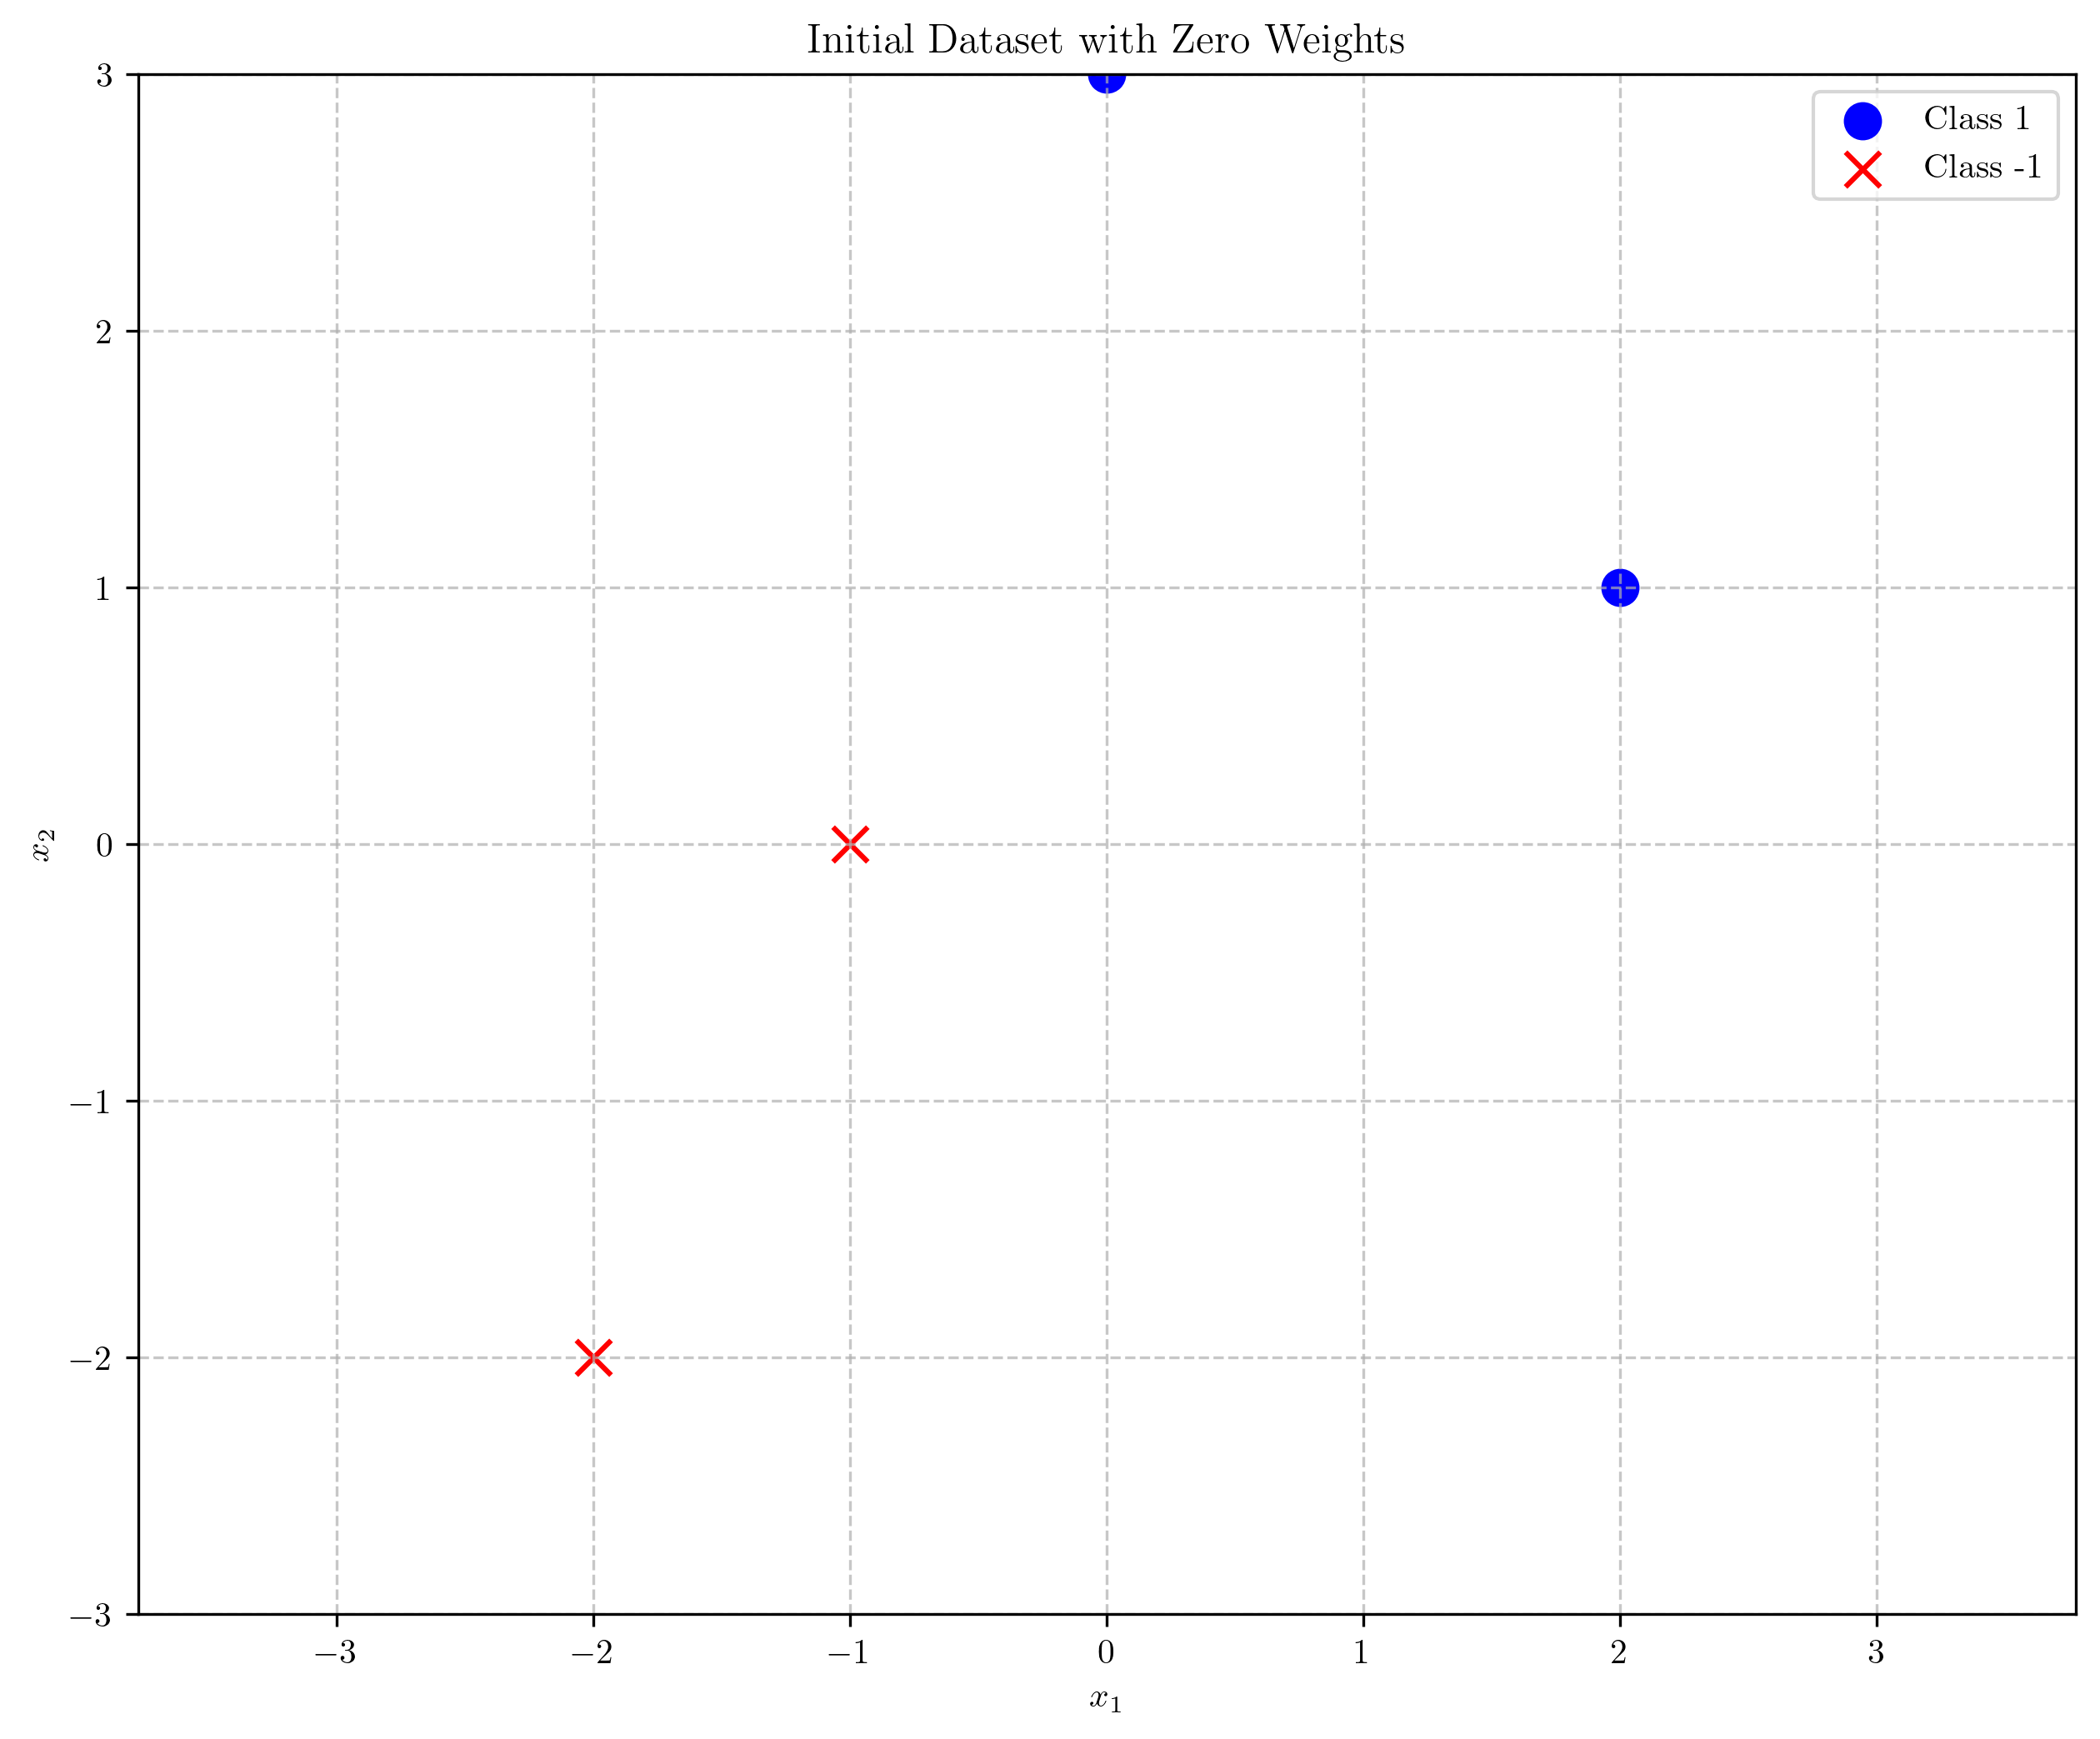 Initial Dataset with Zero Weights
Class 1
Class -1
3
2
1
0
−1
−2
−3
x₂
−3 −2 −1 0 1 2 3
x₁